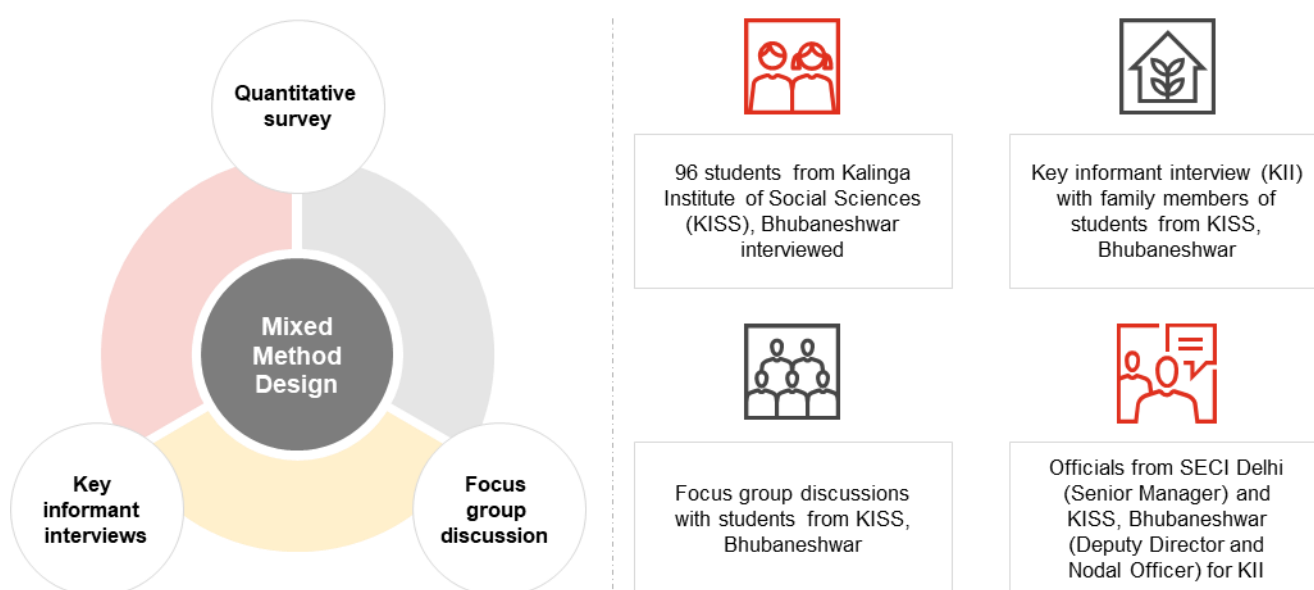 Quantitative
survey
Mixed
Method
Design
Key
informant
interviews
Focus
group
discussion
96 students from Kalinga
Institute of Social Sciences
(KISS), Bhubaneshwar
interviewed
Key informant interview (KII)
with family members of
students from KISS,
Bhubaneshwar
Focus group discussions
with students from KISS,
Bhubaneshwar
Officials from SECI Delhi
(Senior Manager) and
KISS, Bhubaneshwar
(Deputy Director and
Nodal Officer) for KII